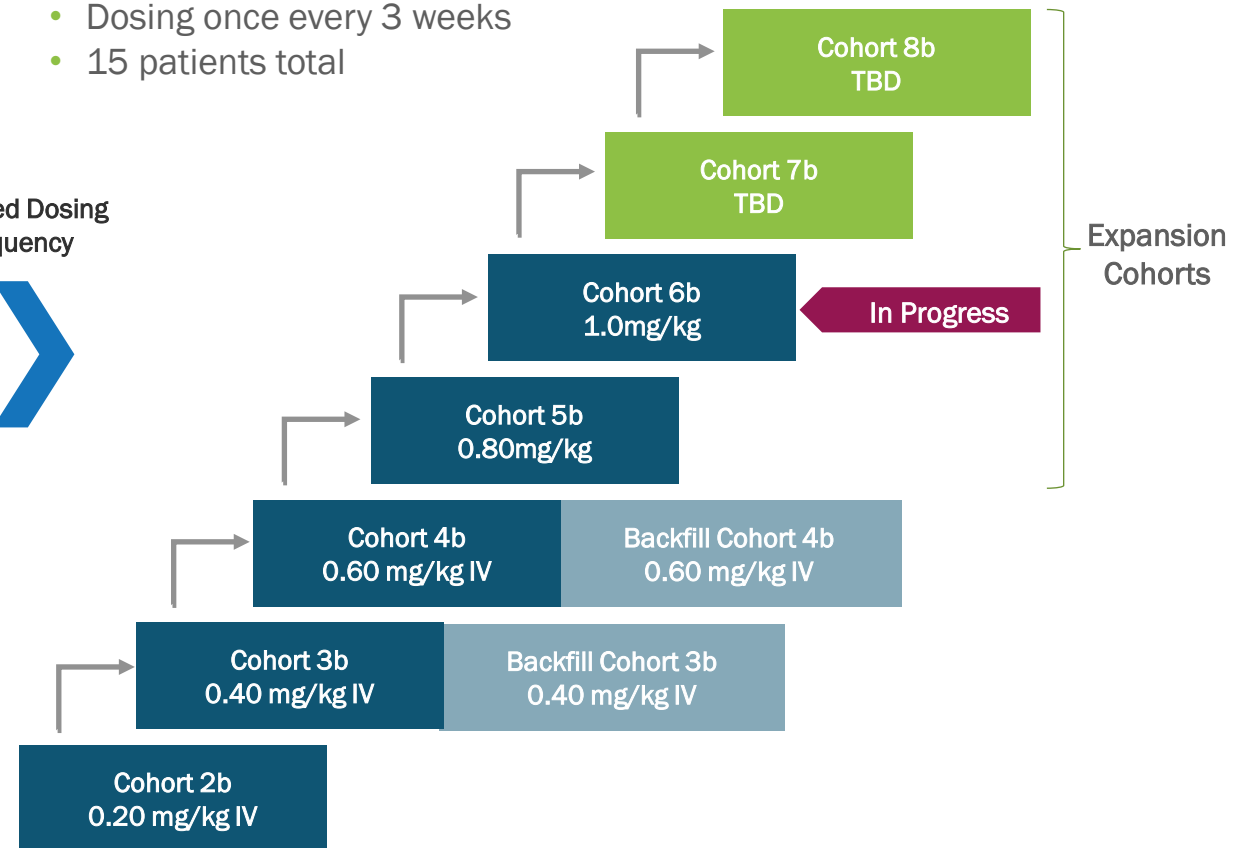 • Dosing once every 3 weeks
• 15 patients total
Cohort 8b
TBD
Cohort 7b
TBD
ed Dosing
quency
Expansion
Cohorts
Cohort 6b
1.0mg/kg
In Progress
Cohort 5b
0.80mg/kg
Cohort 4b
0.60 mg/kg IV
Backfill Cohort 4b
0.60 mg/kg IV
Cohort 3b
0.40 mg/kg IV
Backfill Cohort 3b
0.40 mg/kg IV
Cohort 2b
0.20 mg/kg IV